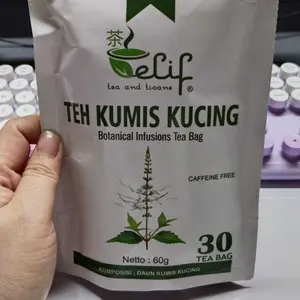 茶
elif
tea and tisane ®
TEH KUMIS KUCING
Botanical Infusions Tea Bag
CAFFEINE FREE
Netto : 60g
30
TEA BAG
KOMPOSISI : DAUN KUMIS KUCING